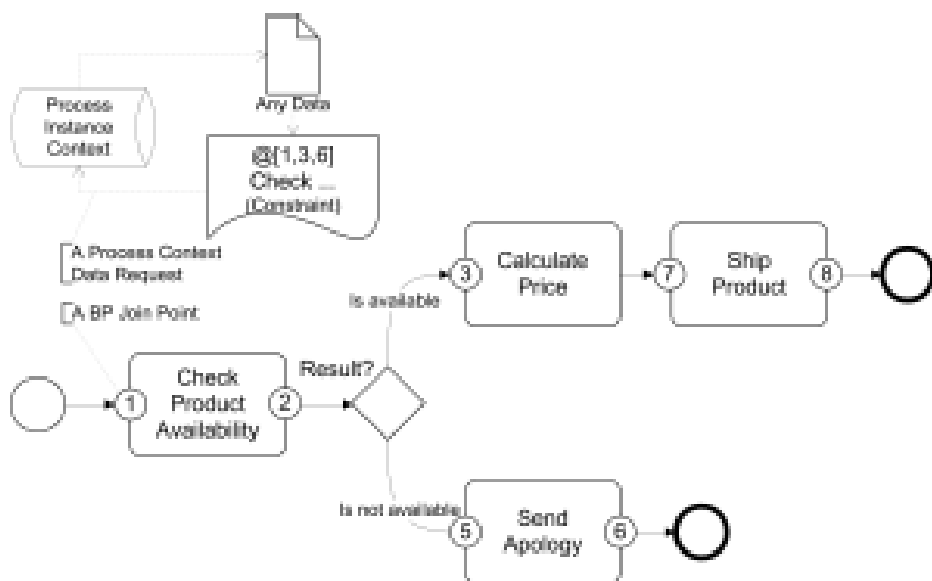 Process
Instance
Context
Any Data
@[1,3,6]
Check ...
(Constraint)
A Process Context
Data Request
A BP Join Point
Is available
3
Calculate
Price
7
Ship
Product
8
Result?
1
Check
Product
Availability
2
Is not available
5
Send
Apology
6